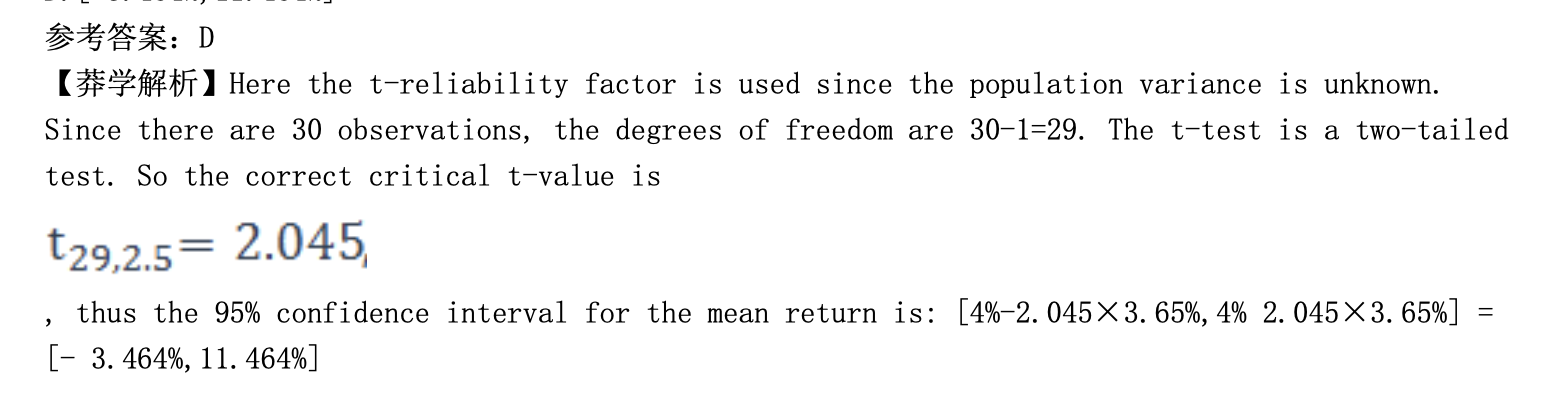 参考答案：D
【莽学解析】Here the t-reliability factor is used since the population variance is unknown.
Since there are 30 observations, the degrees of freedom are 30-1=29. The t-test is a two-tailed
test. So the correct critical t-value is
t29,2.5= 2.045,
, thus the 95% confidence interval for the mean return is: [4%-2.045×3.65%,4% 2.045×3.65%] =
[- 3.464%,11.464%]